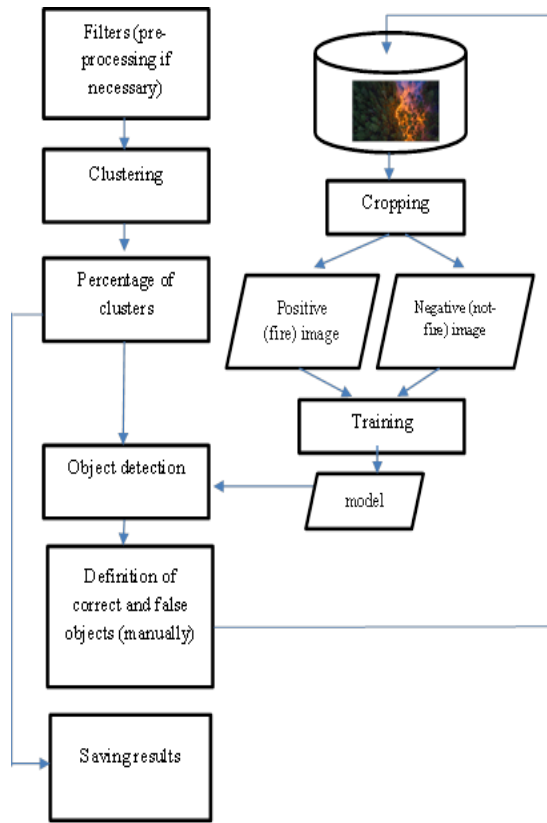 Filters (pre-
processing if
necessary)
Clustering
Percentage of
clusters
Object detection
Definition of
correct and false
objects (manually)
Saving results
Cropping
Positive
(fire) image
Negative (not-
fire) image
Training
model